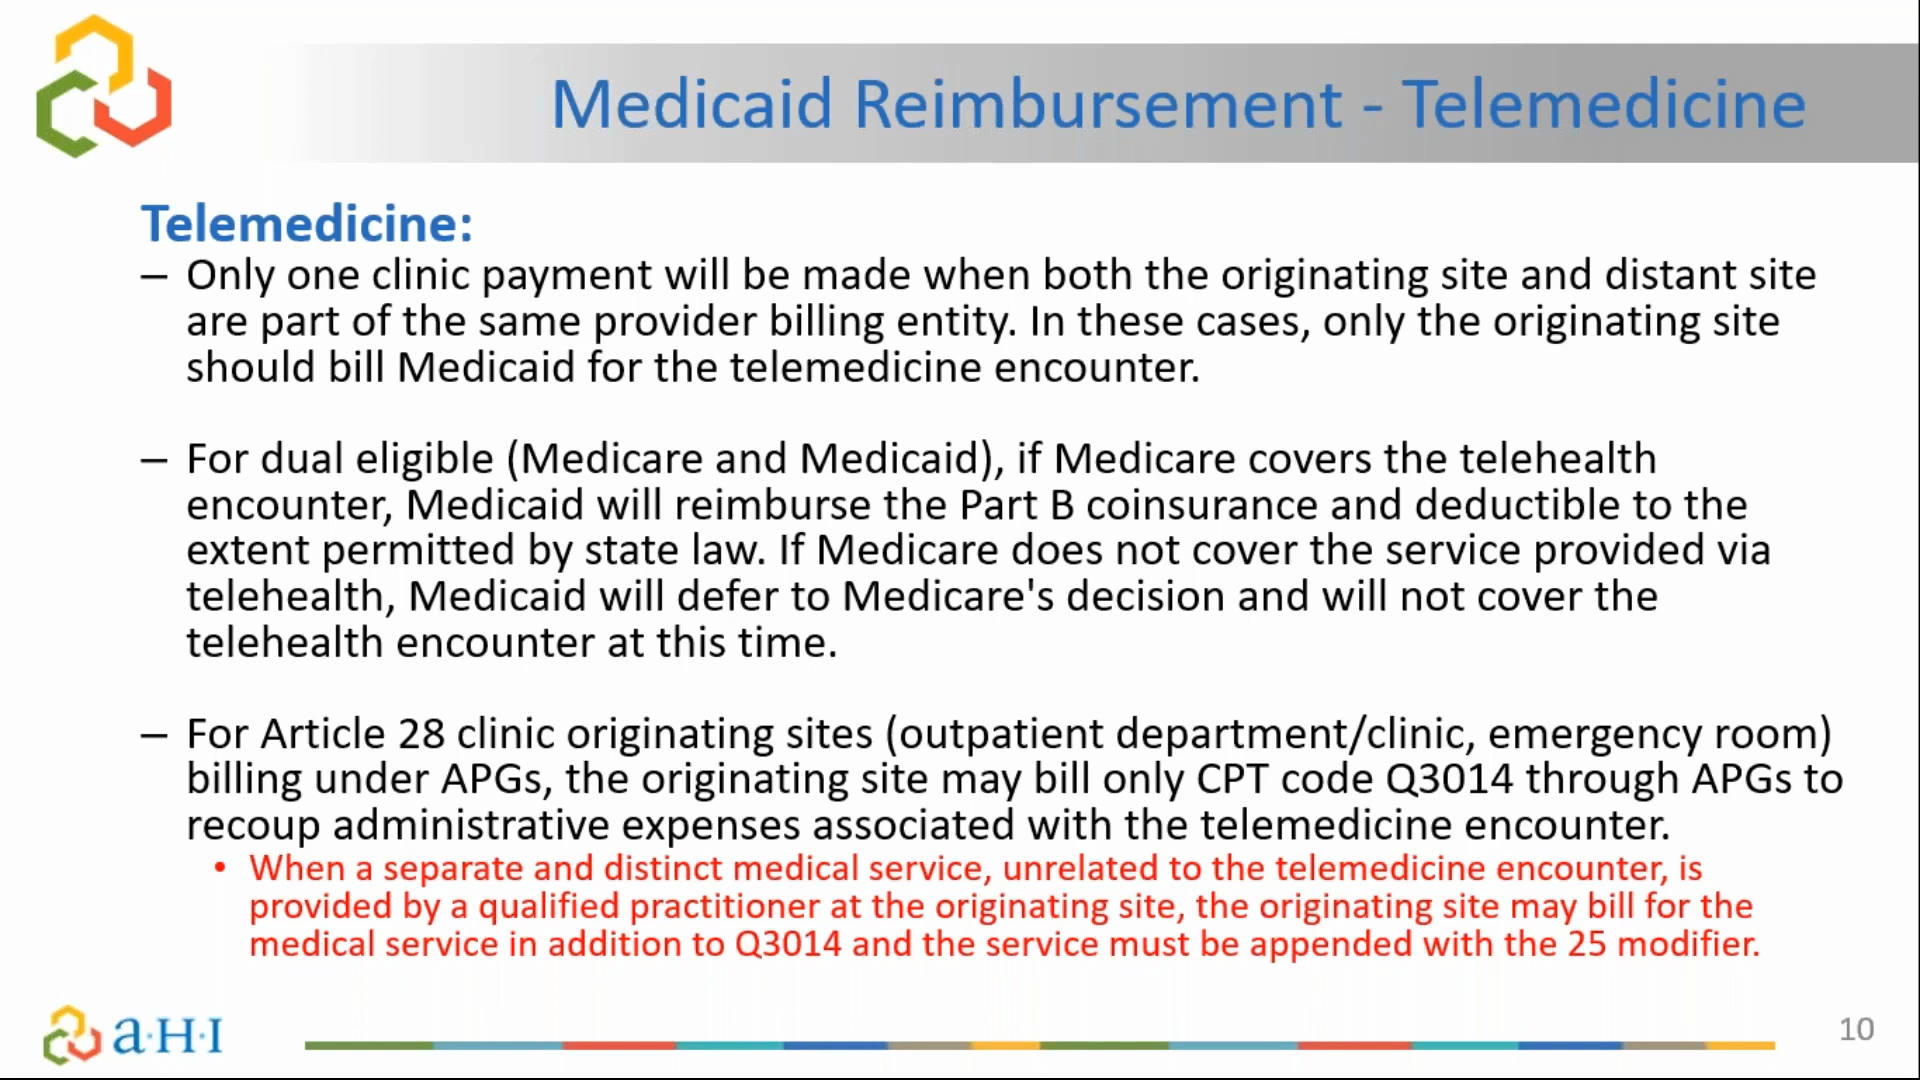 Medicaid Reimbursement - Telemedicine
Telemedicine:
– Only one clinic payment will be made when both the originating site and distant site
are part of the same provider billing entity. In these cases, only the originating site
should bill Medicaid for the telemedicine encounter.
– For dual eligible (Medicare and Medicaid), if Medicare covers the telehealth
encounter, Medicaid will reimburse the Part B coinsurance and deductible to the
extent permitted by state law. If Medicare does not cover the service provided via
telehealth, Medicaid will defer to Medicare's decision and will not cover the
telehealth encounter at this time.
– For Article 28 clinic originating sites (outpatient department/clinic, emergency room)
billing under APGs, the originating site may bill only CPT code Q3014 through APGs to
recoup administrative expenses associated with the telemedicine encounter.
• When a separate and distinct medical service, unrelated to the telemedicine encounter, is
provided by a qualified practitioner at the originating site, the originating site may bill for the
medical service in addition to Q3014 and the service must be appended with the 25 modifier.
a·H·I
10